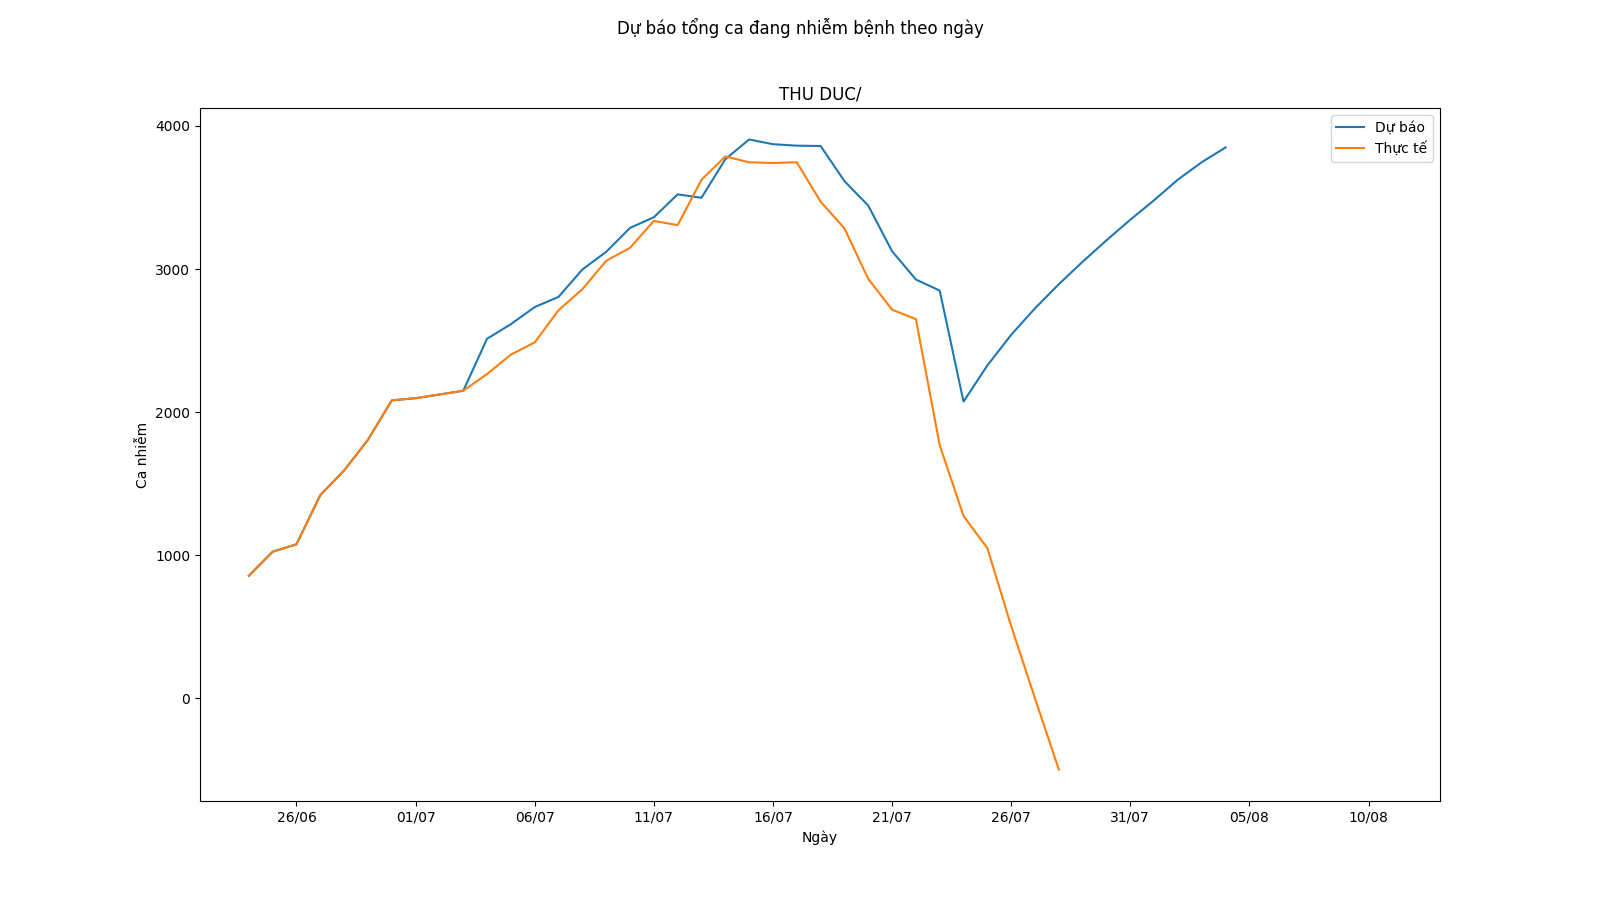 Dự báo tổng ca đang nhiễm bệnh theo ngày
THU DUC/
Dự báo
Thực tế
4000
3000
2000
1000
0
Ca nhiễm
26/06
01/07
06/07
11/07
16/07
21/07
26/07
31/07
05/08
10/08
Ngày